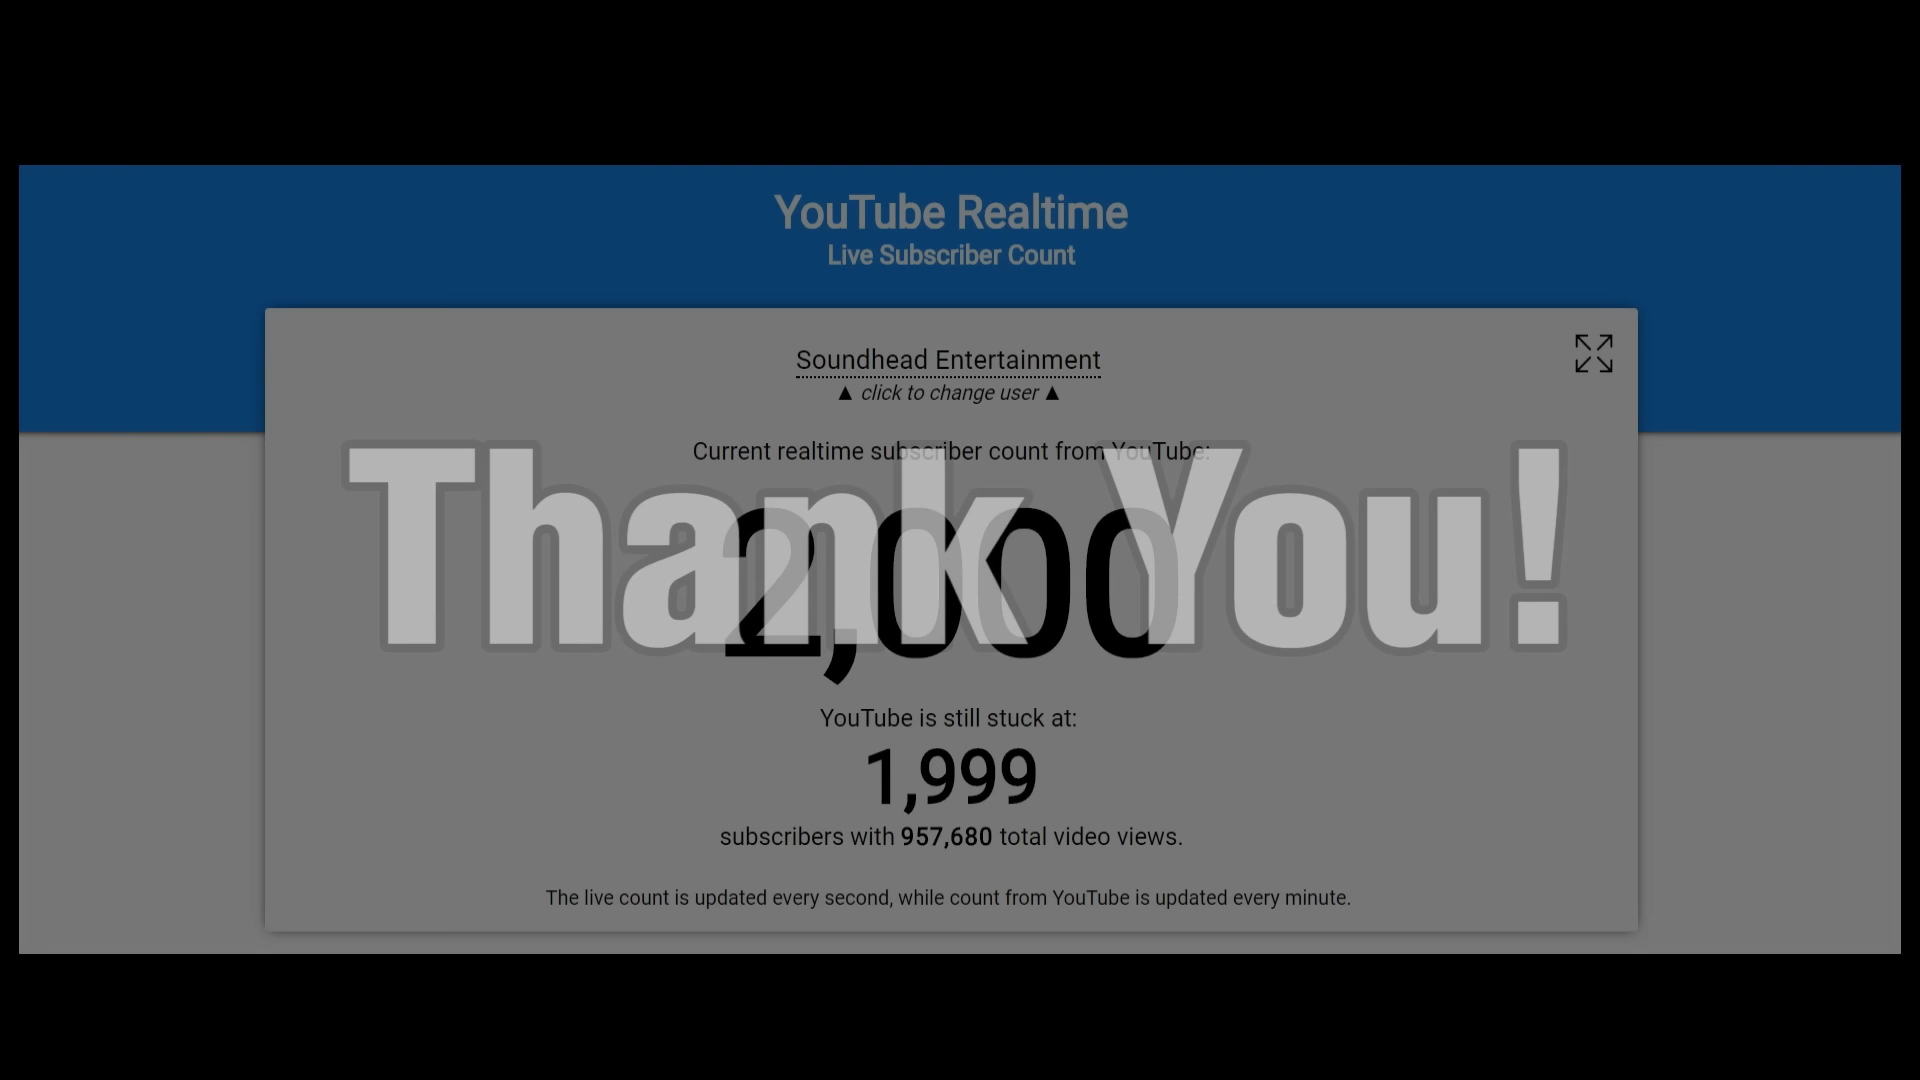 YouTube Realtime
Live Subscriber Count
Soundhead Entertainment
▲ click to change user ▲
Current realtime subscriber count from YouTube:
Thank You!
2,000
YouTube is still stuck at:
1,999
subscribers with 957,680 total video views.
The live count is updated every second, while count from YouTube is updated every minute.